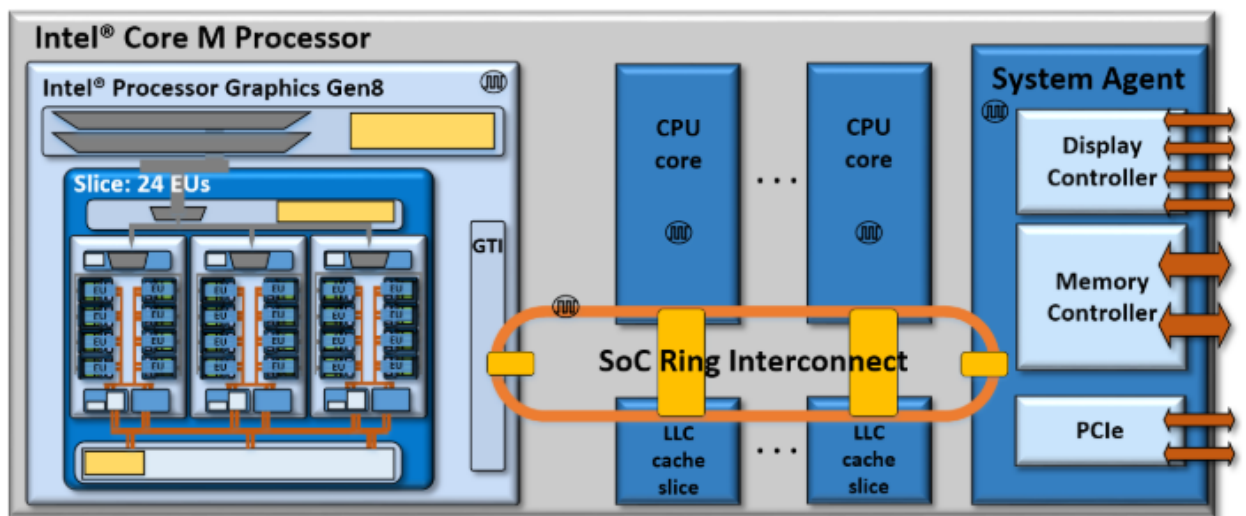 Intel® Core M Processor
Intel® Processor Graphics Gen8
Slice: 24 EUs
EU EU EU EU EU EU
EU EU EU EU EU EU
EU EU EU EU EU EU
EU EU EU EU EU EU
GTI
CPU
core
...
CPU
core
SoC Ring Interconnect
LLC
cache
slice
...
LLC
cache
slice
System Agent
Display
Controller
Memory
Controller
PCIe